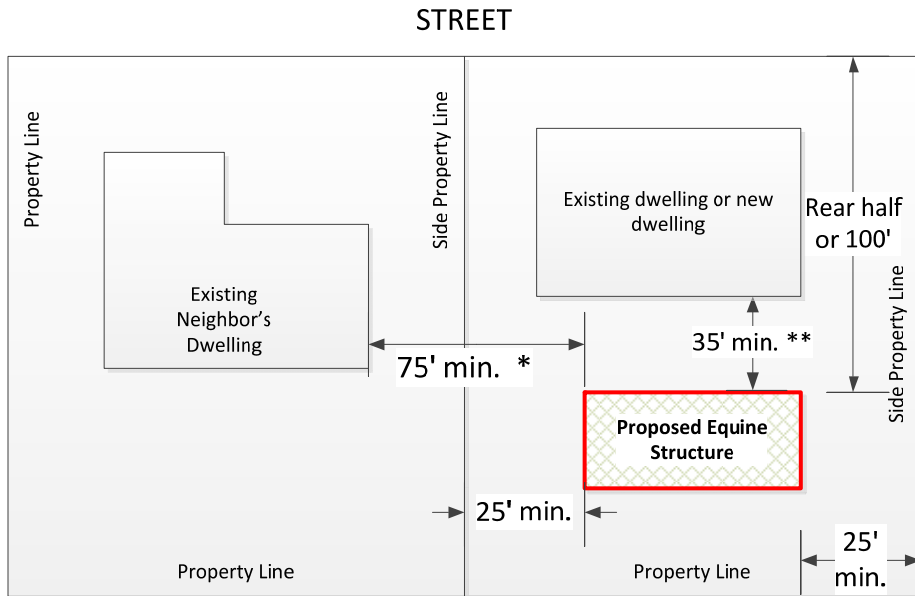 STREET
Property Line
Side Property Line
Existing dwelling or new
dwelling
Rear half
or 100'
Side Property Line
Existing
Neighbor's
Dwelling
75' min. *
35' min. **
Proposed Equine
Structure
25' min.
25'
min.
Property Line
Property Line